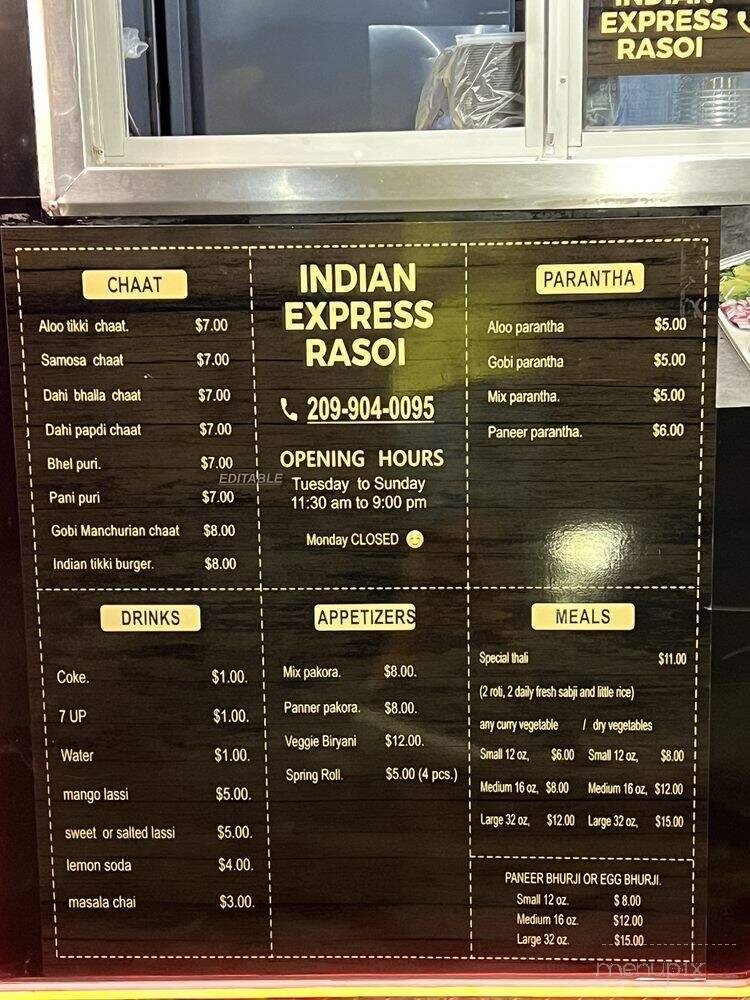 INDIAN
EXPRESS
RASOI
CHAAT
Aloo tikki chaat. $7.00
Samosa chaat $7.00
Dahi bhalla chaat $7.00
Dahi papdi chaat $7.00
Bhel puri. $7.00
Pani puri $7.00
Gobi Manchurian chaat $8.00
Indian tikki burger. $8.00
INDIAN
EXPRESS
RASOI
209-904-0095
OPENING HOURS
EDITABLE
Tuesday to Sunday
11:30 am to 9:00 pm
Monday CLOSED
PARANTHA
Aloo parantha $5.00
Gobi parantha $5.00
Mix parantha. $5.00
Paneer parantha. $6.00
DRINKS
Coke. $1.00.
7 UP $1.00.
Water $1.00.
mango lassi $5.00.
sweet or salted lassi $5.00.
lemon soda $4.00.
masala chai $3.00.
APPETIZERS
Mix pakora. $8.00.
Panner pakora. $8.00.
Veggie Biryani $12.00.
Spring Roll. $5.00 (4 pcs.)
MEALS
Special thali $11.00
(2 roti, 2 daily fresh sabji and little rice)
any curry vegetable / dry vegetables
Small 12 oz, $6.00 Small 12 oz, $8.00
Medium 16 oz, $8.00 Medium 16 oz, $12.00
Large 32 oz, $12.00 Large 32 oz, $15.00
PANEER BHURJI OR EGG BHURJI.
Small 12 oz. $ 8.00
Medium 16 oz. $12.00
Large 32 oz. $15.00
menupix